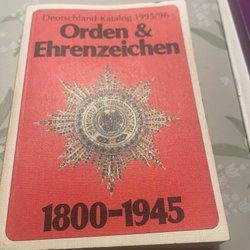 Deutschland-Katalog 1995/96
Orden &
Ehrenzeichen
1800-1945